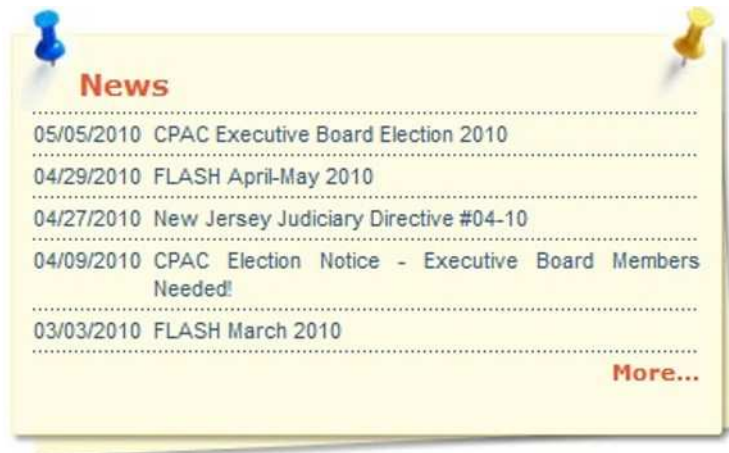 News
05/05/2010 CPAC Executive Board Election 2010
04/29/2010 FLASH April-May 2010
04/27/2010 New Jersey Judiciary Directive #04-10
04/09/2010 CPAC Election Notice - Executive Board Members
Needed!
03/03/2010 FLASH March 2010
More...